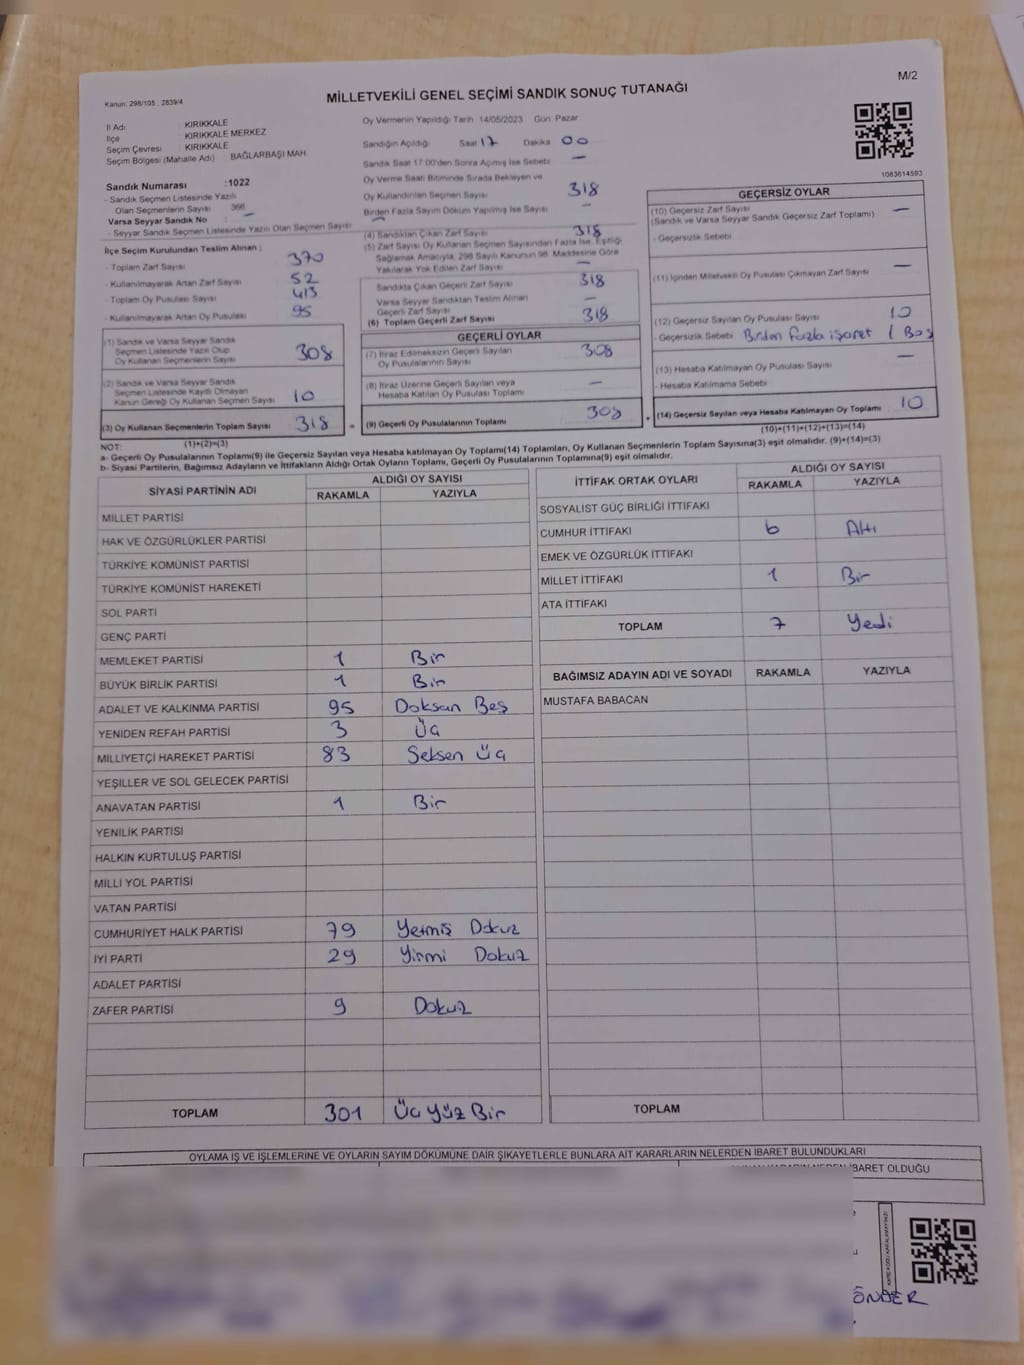 M/2
Kanun: 298/105 , 2839/4
MİLLETVEKİLİ GENEL SEÇİMİ SANDIK SONUÇ TUTANAĞI
İl Adı KIRIKKALE
İlçe KIRIKKALE MERKEZ
Seçim Çevresi KIRIKKALE
Seçim Bölgesi (Mahalle Adı) BAĞLARBAŞI MAH
Sandık Numarası :1022
- Sandık Seçmen Listesinde Yazılı
Olan Seçmenlerin Sayısı 366
Varsa Seyyar Sandık No : –
- Seyyar Sandık Seçmen Listesinde Yazılı Olan Seçmen Sayısı
İlçe Seçim Kurulundan Teslim Alınan ;
- Toplam Zarf Sayısı 370
- Kullanılmayarak Artan Zarf Sayısı 52
- Toplam Oy Pusulası Sayısı 413
- Kullanılmayarak Artan Oy Pusulası 95
(1) Sandık ve Varsa Seyyar Sandık
Seçmen Listesinde Yazılı Olup
Oy Kullanan Seçmenlerin Sayısı 308
(2) Sandık ve Varsa Seyyar Sandık
Seçmen Listesinde Kayıtlı Olmayan
Kanun Gereği Oy Kullanan Seçmen Sayısı 10
(3) Oy Kullanan Seçmenlerin Toplam Sayısı 318
(1)+(2)=(3)
Oy Vermenin Yapıldığı Tarih :14/05/2023 Gün: Pazar
Sandığın Açıldığı Saat 17 Dakika 00
Sandık Saat 17:00'den Sonra Açılmış İse Sebebi –
Oy Verme Saati Bitiminde Sırada Bekleyen ve
Oy Kullandırılan Seçmen Sayısı 318
Birden Fazla Sayım Döküm Yapılmış İse Sayısı –
(4) Sandıktan Çıkan Zarf Sayısı 318
(5) Zarf Sayısı Oy Kullanan Seçmen Sayısından Fazla İse, Eşitliği
Sağlamak Amacıyla, 298 Sayılı Kanunun 98. Maddesine Göre
Yakılarak Yok Edilen Zarf Sayısı –
Sandıkta Çıkan Geçerli Zarf Sayısı 318
Varsa Seyyar Sandıktan Teslim Alınan
Geçerli Zarf Sayısı –
(6) Toplam Geçerli Zarf Sayısı 318
GEÇERLİ OYLAR
(7) İtiraz Edilmeksizin Geçerli Sayılan
Oy Pusulalarının Sayısı 308
(8) İtiraz Üzerine Geçerli Sayılan veya
Hesaba Katılan Oy Pusulası Toplamı –
= (9) Geçerli Oy Pusulalarının Toplamı 308
1083614593
GEÇERSİZ OYLAR
(10) Geçersiz Zarf Sayısı –
(Sandık ve Varsa Seyyar Sandık Geçersiz Zarf Toplamı)
- Geçersizlik Sebebi
(11) İçinden Milletvekili Oy Pusulası Çıkmayan Zarf Sayısı –
(12) Geçersiz Sayılan Oy Pusulası Sayısı 10
- Geçersizlik Sebebi Birden fazla işaret / Boş
(13) Hesaba Katılmayan Oy Pusulası Sayısı –
- Hesaba Katılmama Sebebi
+ (14) Geçersiz Sayılan veya Hesaba Katılmayan Oy Toplamı 10
(10)+(11)+(12)+(13)=(14)
NOT:
a- Geçerli Oy Pusulalarının Toplamı(9) ile Geçersiz Sayılan veya Hesaba katılmayan Oy Toplamı(14) Toplamları, Oy Kullanan Seçmenlerin Toplam Sayısına(3) eşit olmalıdır. (9)+(14)=(3)
b- Siyasi Partilerin, Bağımsız Adayların ve İttifakların Aldığı Ortak Oyların Toplamı, Geçerli Oy Pusulalarının Toplamına(9) eşit olmalıdır.
SİYASİ PARTİNİN ADI ALDIĞI OY SAYISI
RAKAMLA YAZIYLA
MİLLET PARTİSİ
HAK VE ÖZGÜRLÜKLER PARTİSİ
TÜRKİYE KOMÜNİST PARTİSİ
TÜRKİYE KOMÜNİST HAREKETİ
SOL PARTİ
GENÇ PARTİ
MEMLEKET PARTİSİ 1 Bir
BÜYÜK BİRLİK PARTİSİ 1 Bir
ADALET VE KALKINMA PARTİSİ 95 Doksan Beş
YENİDEN REFAH PARTİSİ 3 Üç
MİLLİYETÇİ HAREKET PARTİSİ 83 Seksen Üç
YEŞİLLER VE SOL GELECEK PARTİSİ
ANAVATAN PARTİSİ 1 Bir
YENİLİK PARTİSİ
HALKIN KURTULUŞ PARTİSİ
MİLLİ YOL PARTİSİ
VATAN PARTİSİ
CUMHURİYET HALK PARTİSİ 79 Yetmiş Dokuz
İYİ PARTİ 29 Yirmi Dokuz
ADALET PARTİSİ
ZAFER PARTİSİ 9 Dokuz
TOPLAM 301 Üç Yüz Bir
İTTİFAK ORTAK OYLARI ALDIĞI OY SAYISI
RAKAMLA YAZIYLA
SOSYALİST GÜÇ BİRLİĞİ İTTİFAKI
CUMHUR İTTİFAKI 6 Altı
EMEK VE ÖZGÜRLÜK İTTİFAKI
MİLLET İTTİFAKI 1 Bir
ATA İTTİFAKI
TOPLAM 7 Yedi
BAĞIMSIZ ADAYIN ADI VE SOYADI RAKAMLA YAZIYLA
MUSTAFA BABACAN
TOPLAM
OYLAMA İŞ VE İŞLEMLERİNE VE OYLARIN SAYIM DÖKÜMÜNE DAİR ŞİKAYETLERLE BUNLARA AİT KARARLARIN NELERDEN İBARET BULUNDUKLARI
İBARET OLDUĞU
KARE KODU KARALAMAYINIZ!
ÖNDER